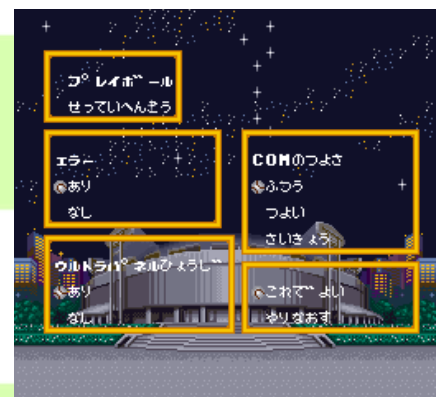 プレイボール
せっていへんこう
エラー
あり
なし
COMのつよさ
ふつう
つよい
さいきょう
ウルトラパネルひょうじ
あり
なし
これでよい
やりなおす